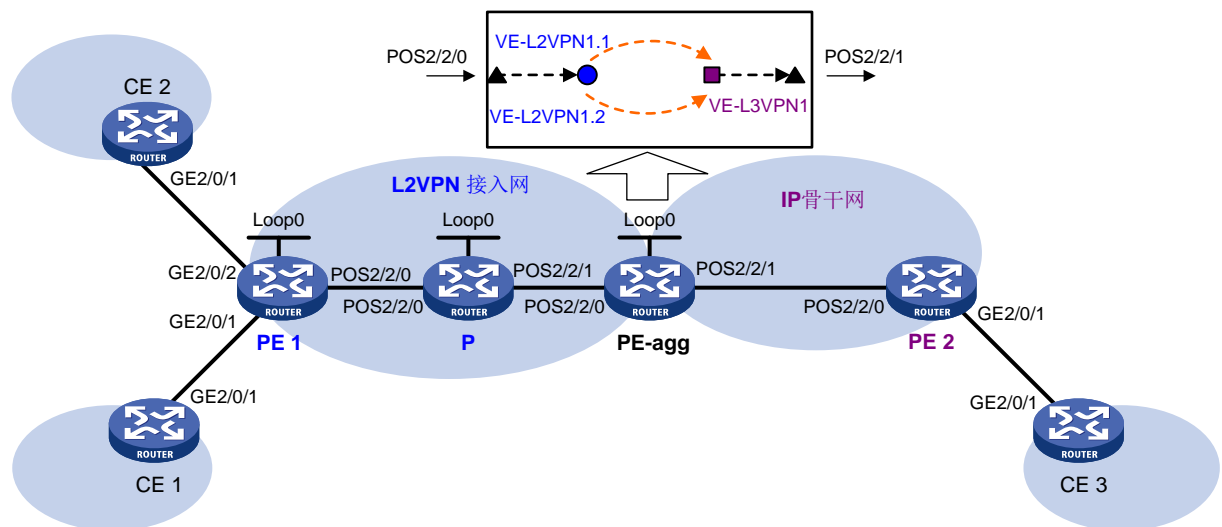 VE-L2VPN1.1
POS2/2/0
POS2/2/1
VE-L2VPN1.2
VE-L3VPN1
CE 2
ROUTER
GE2/0/1
L2VPN 接入网
IP骨干网
Loop0
Loop0
Loop0
GE2/0/2
POS2/2/0
POS2/2/1
POS2/2/1
ROUTER
ROUTER
ROUTER
ROUTER
POS2/2/0
POS2/2/0
POS2/2/0
GE2/0/1
GE2/0/1
PE 1
P
PE-agg
PE 2
GE2/0/1
GE2/0/1
ROUTER
ROUTER
CE 1
CE 3